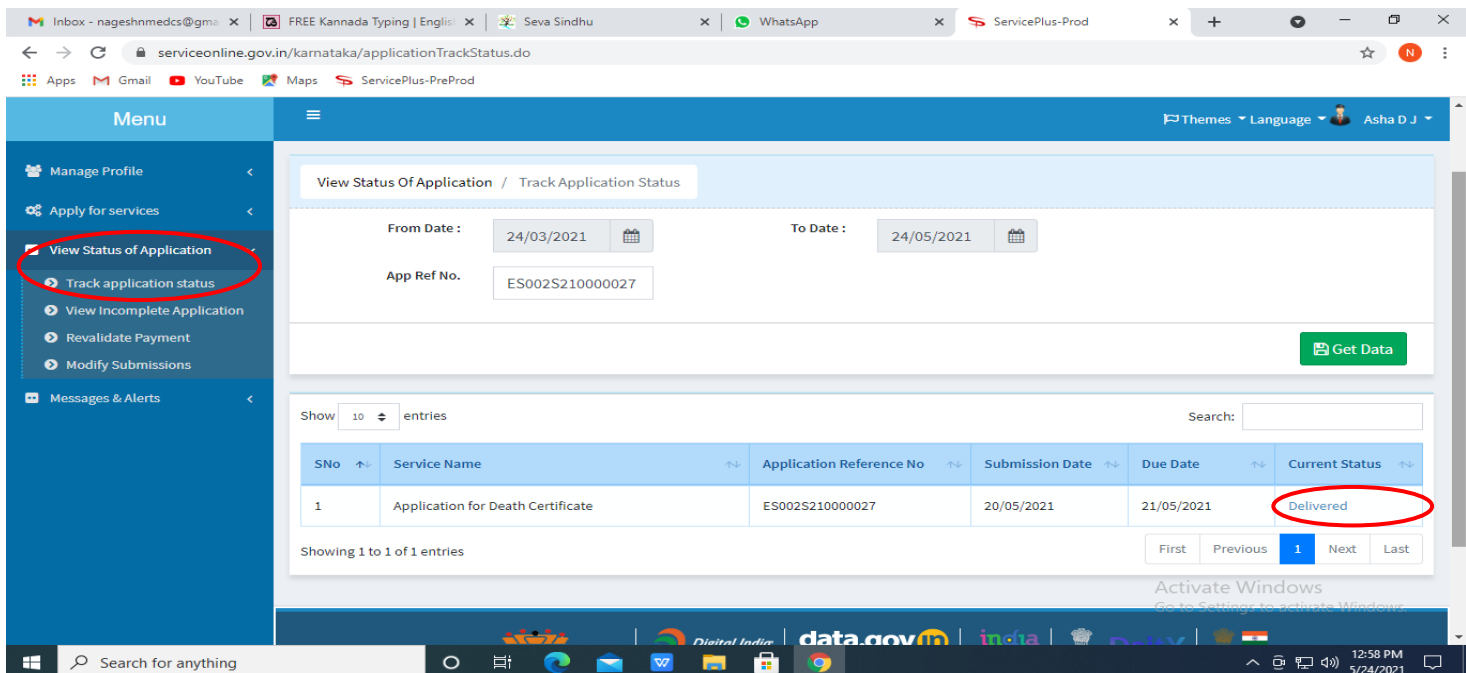 Inbox - nageshnmedcs@gma
FREE Kannada Typing | Englis
Seva Sindhu
WhatsApp
ServicePlus-Prod
serviceonline.gov.in/karnataka/applicationTrackStatus.do
N
Apps Gmail YouTube Maps ServicePlus-PreProd
Menu
Themes Language Asha D J
Manage Profile
Apply for services
View Status of Application
Track application status
View Incomplete Application
Revalidate Payment
Modify Submissions
Messages & Alerts
View Status Of Application / Track Application Status
From Date : 24/03/2021 To Date : 24/05/2021
App Ref No. ES002S210000027
Get Data
Show 10 entries Search:
SNo Service Name Application Reference No Submission Date Due Date Current Status
1 Application for Death Certificate ES002S210000027 20/05/2021 21/05/2021 Delivered
Showing 1 to 1 of 1 entries First Previous 1 Next Last
Activate Windows
Go to Settings to activate Windows.
Digital India data.gov in india
W
Search for anything
12:58 PM
5/24/2021